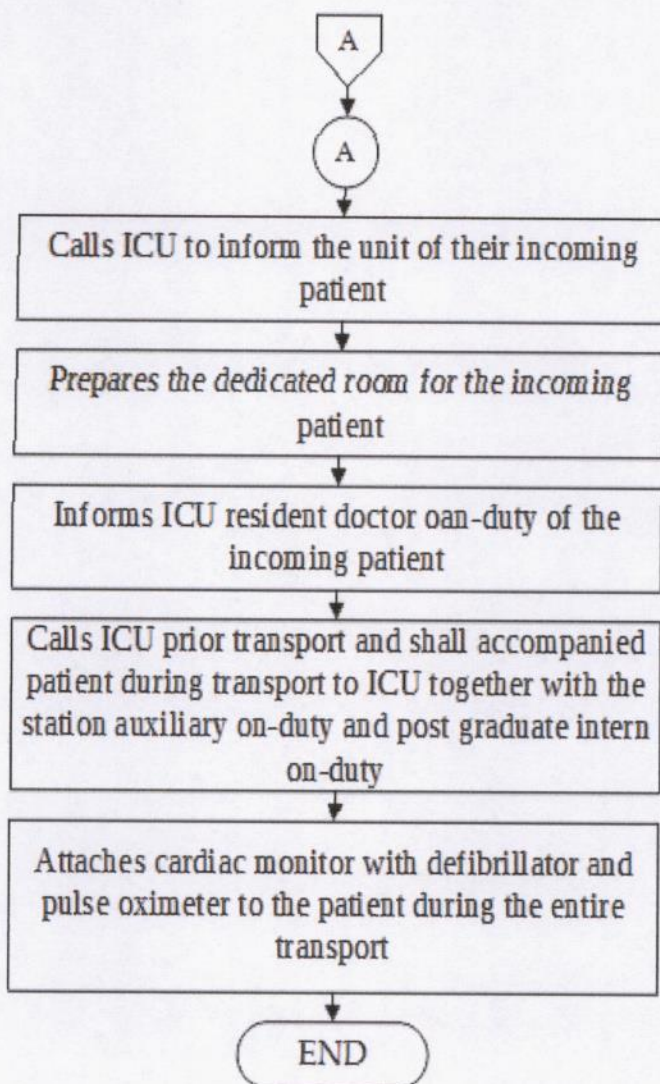 A
A
Calls ICU to inform the unit of their incoming
patient
Prepares the dedicated room for the incoming
patient
Informs ICU resident doctor oan-duty of the
incoming patient
Calls ICU prior transport and shall accompanied
patient during transport to ICU together with the
station auxiliary on-duty and post graduate intern
on-duty
Attaches cardiac monitor with defibrillator and
pulse oximeter to the patient during the entire
transport
END